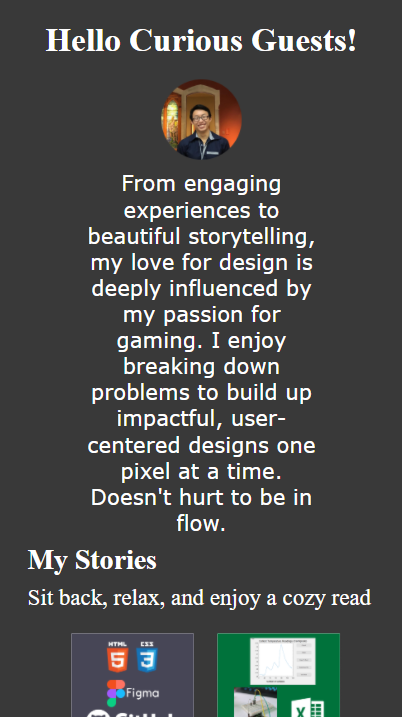 Hello Curious Guests!
From engaging
experiences to
beautiful storytelling,
my love for design is
deeply influenced by
my passion for
gaming. I enjoy
breaking down
problems to build up
impactful, user-
centered designs one
pixel at a time.
Doesn't hurt to be in
flow.
My Stories
Sit back, relax, and enjoy a cozy read
HTML CSS
5 3
Figma
GitHub
X